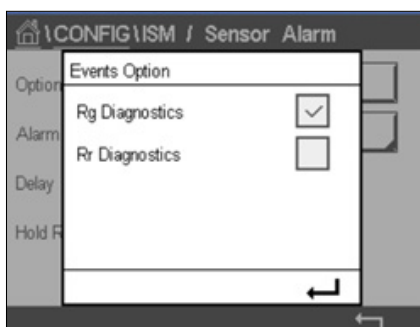 \CONFIG\ISM / Sensor Alarm
Events Option
Option
Rg Diagnostics
Alarm
Rr Diagnostics
Delay
Hold R